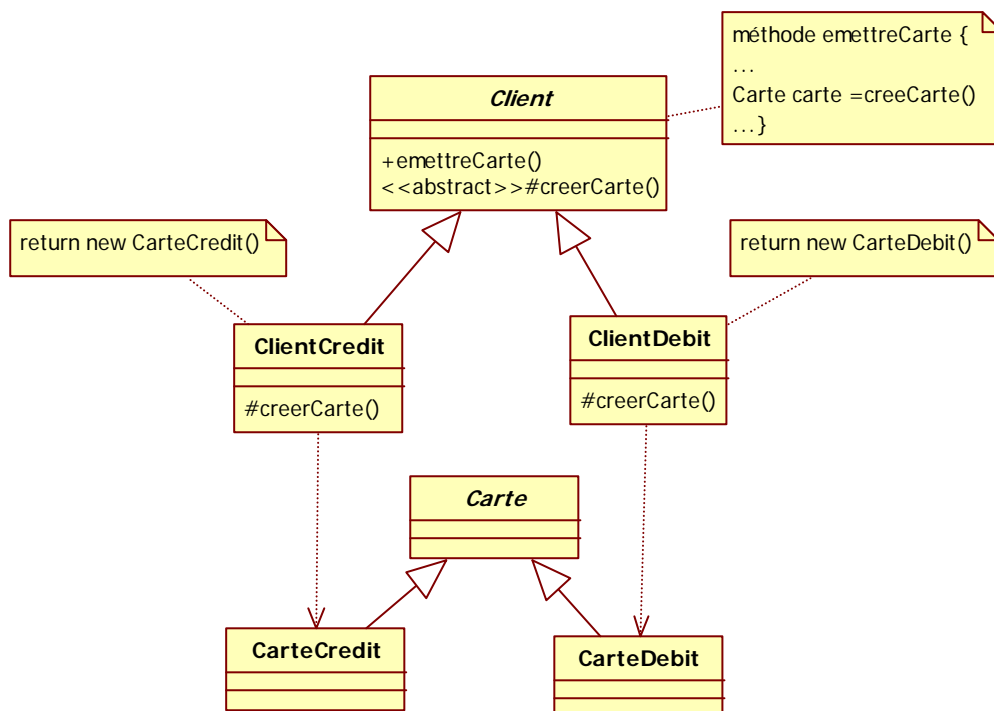 méthode emettreCarte {
...
Carte carte =creeCarte()
...}
Client
+emettreCarte()
<<abstract>>#creerCarte()
return new CarteCredit()
return new CarteDebit()
ClientCredit
#creerCarte()
ClientDebit
#creerCarte()
Carte
CarteCredit
CarteDebit